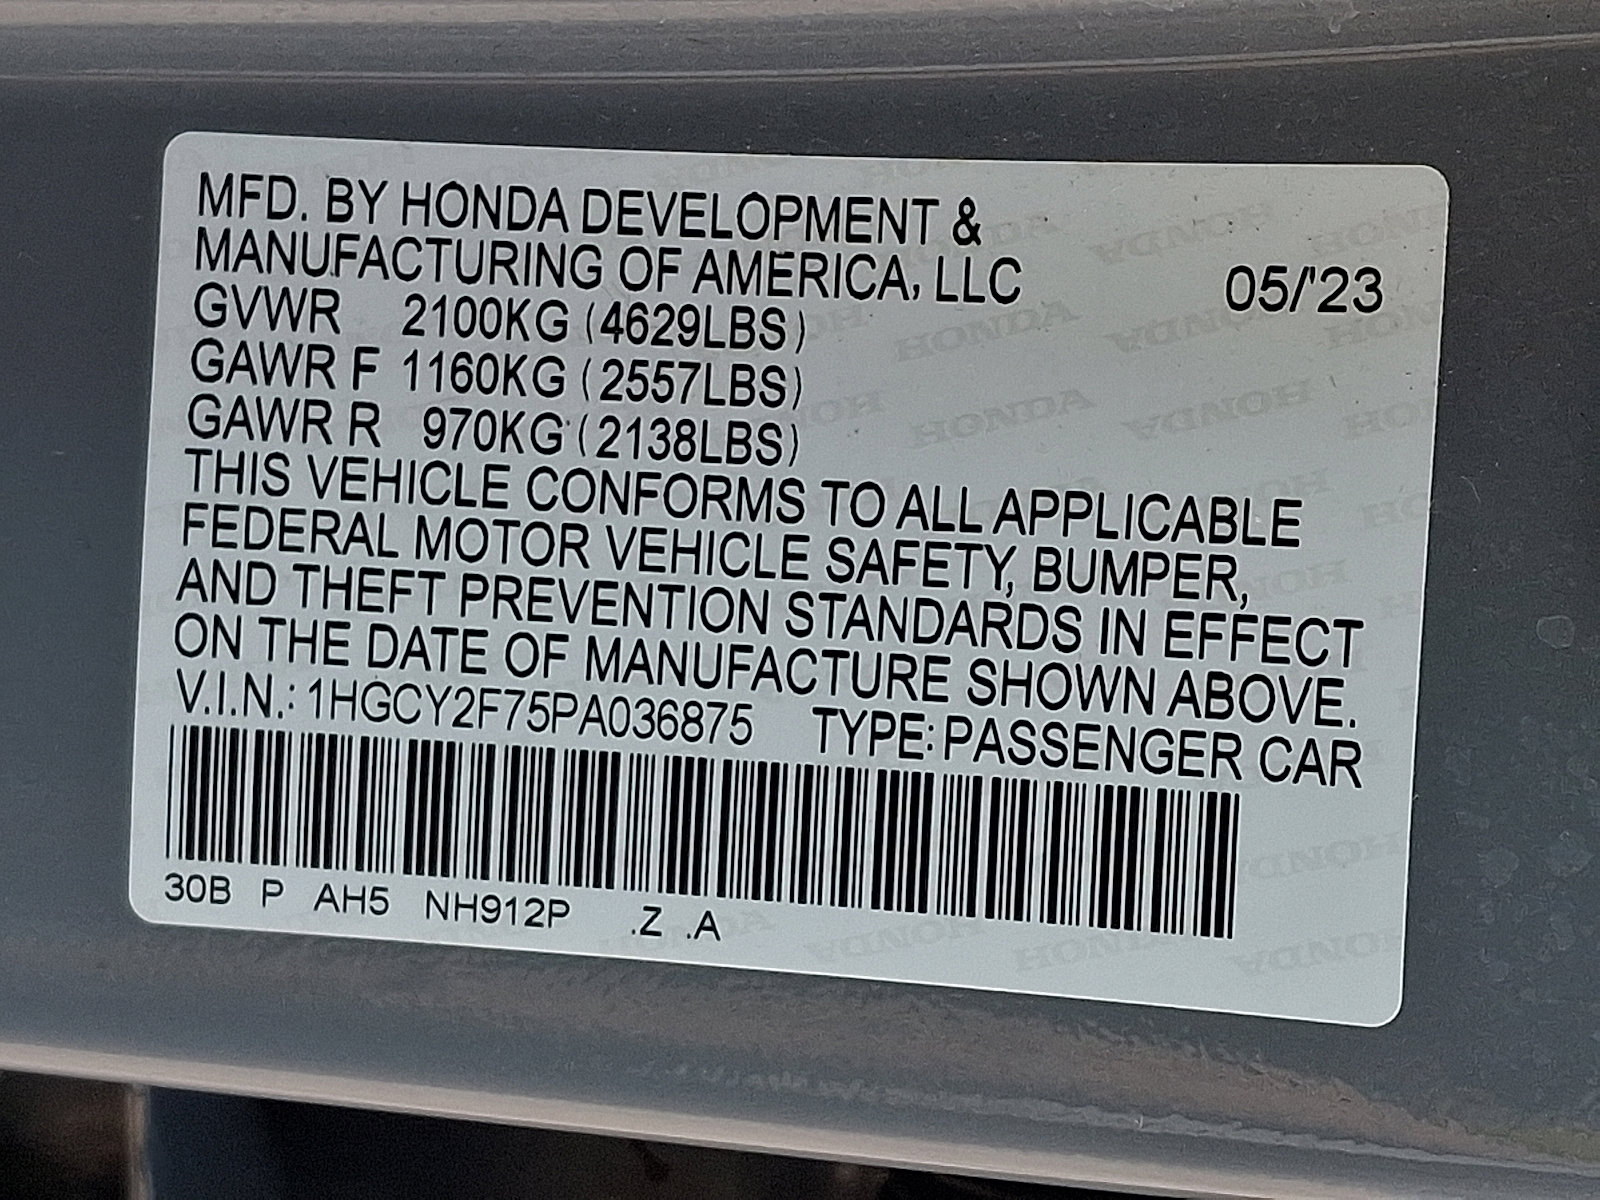 MFD. BY HONDA DEVELOPMENT &
MANUFACTURING OF AMERICA, LLC 05/'23
GVWR 2100KG (4629LBS)
GAWR F 1160KG (2557LBS)
GAWR R 970KG (2138LBS)
THIS VEHICLE CONFORMS TO ALL APPLICABLE
FEDERAL MOTOR VEHICLE SAFETY, BUMPER,
AND THEFT PREVENTION STANDARDS IN EFFECT
ON THE DATE OF MANUFACTURE SHOWN ABOVE.
V.I.N.: 1HGCY2F75PA036875 TYPE: PASSENGER CAR
30B P AH5 NH912P .Z .A